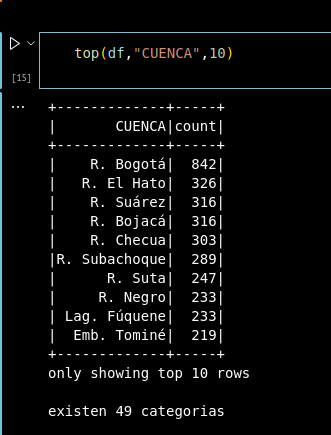 top(df,"CUENCA",10)
[15]
...
+-------------+-----+
|       CUENCA|count|
+-------------+-----+
|    R. Bogotá|  842|
|   R. El Hato|  326|
|    R. Suárez|  316|
|    R. Bojacá|  316|
|    R. Checua|  303|
|R. Subachoque|  289|
|      R. Suta|  247|
|     R. Negro|  233|
| Lag. Fúquene|  233|
|  Emb. Tominé|  219|
+-------------+-----+
only showing top 10 rows
existen 49 categorias